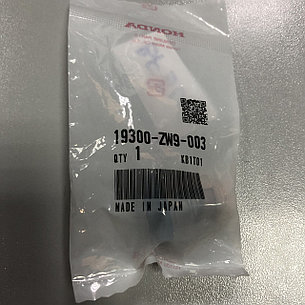 HONDA
19300-ZW9-003
QTY 1 KB1T01
MADE IN JAPAN